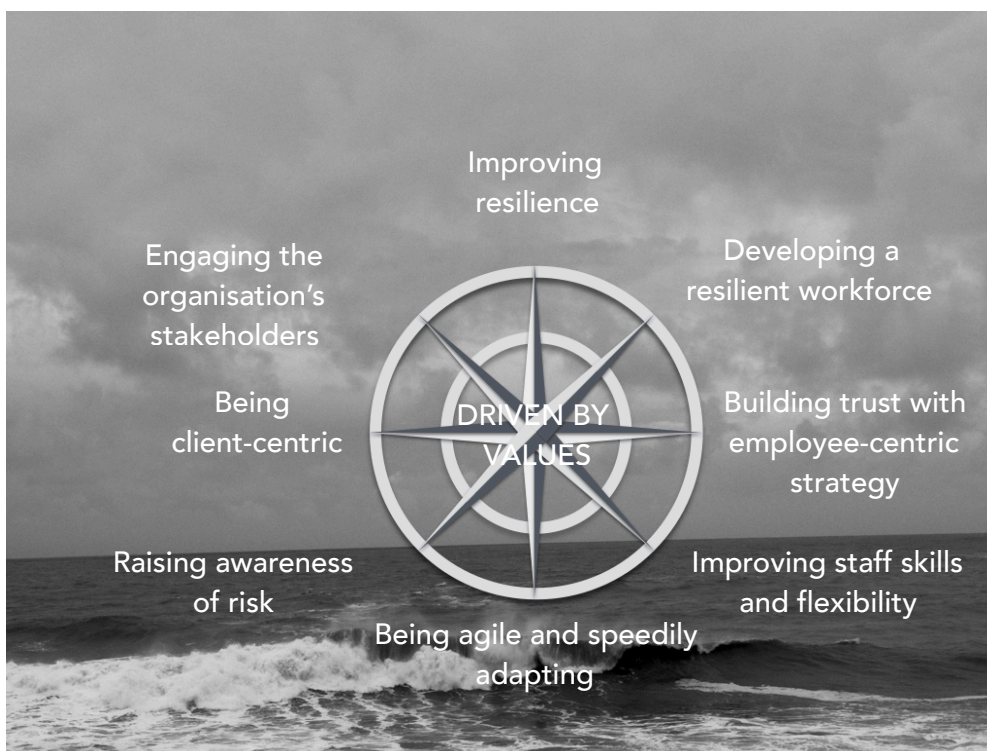 Improving
resilience
Developing a
resilient workforce
Building trust with
employee-centric
strategy
Improving staff skills
and flexibility
Being agile and speedily
adapting
Raising awareness
of risk
Being
client-centric
Engaging the
organisation's
stakeholders
DRIVEN BY
VALUES